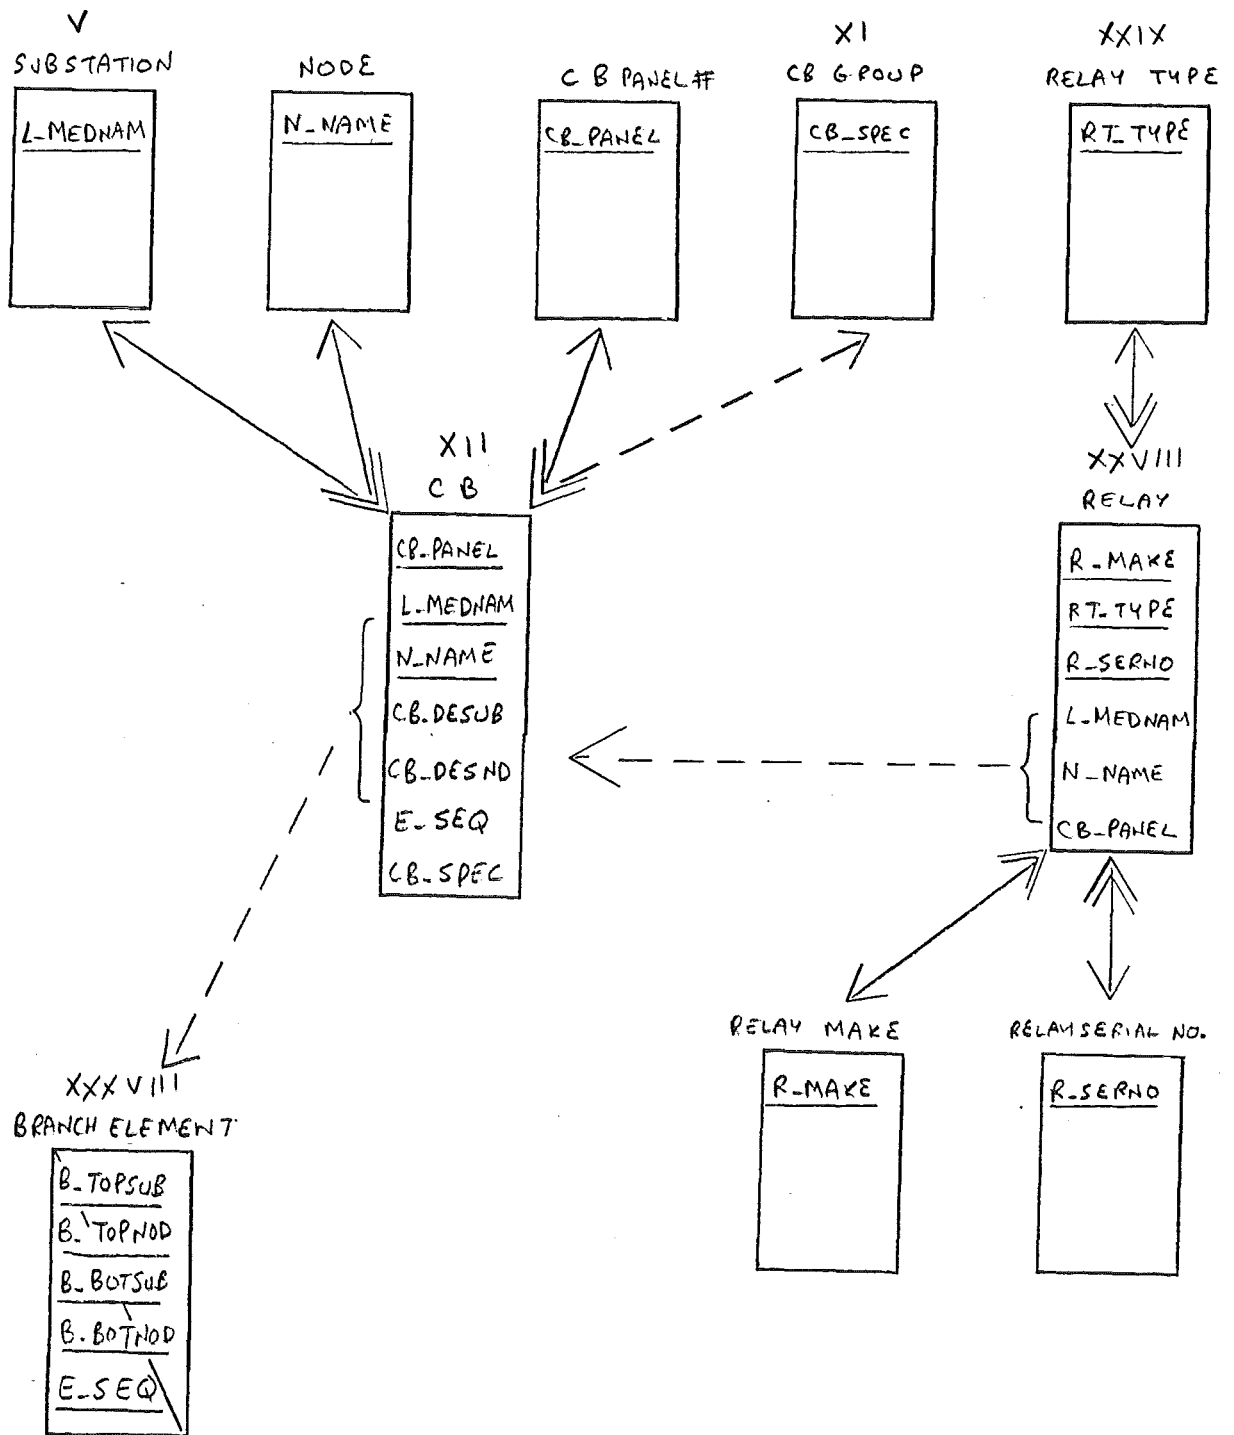 V
SUBSTATION
L_MEDNAM
NODE
N_NAME
C B PANEL#
CB_PANEL
XI
CB GROUP
CB_SPEC
XXIX
RELAY TYPE
RT_TYPE
XII
C B
CB_PANEL
L_MEDNAM
N_NAME
CB_DESUB
CB_DESND
E_SEQ
CB_SPEC
XXVIII
RELAY
R_MAKE
RT_TYPE
R_SERNO
L_MEDNAM
N_NAME
CB_PANEL
RELAY MAKE
R_MAKE
RELAY SERIAL NO.
R_SERNO
XXXVIII
BRANCH ELEMENT
B_TOPSUB
B_TOPNOD
B_BOTSUB
B_BOTNOD
E_SEQ